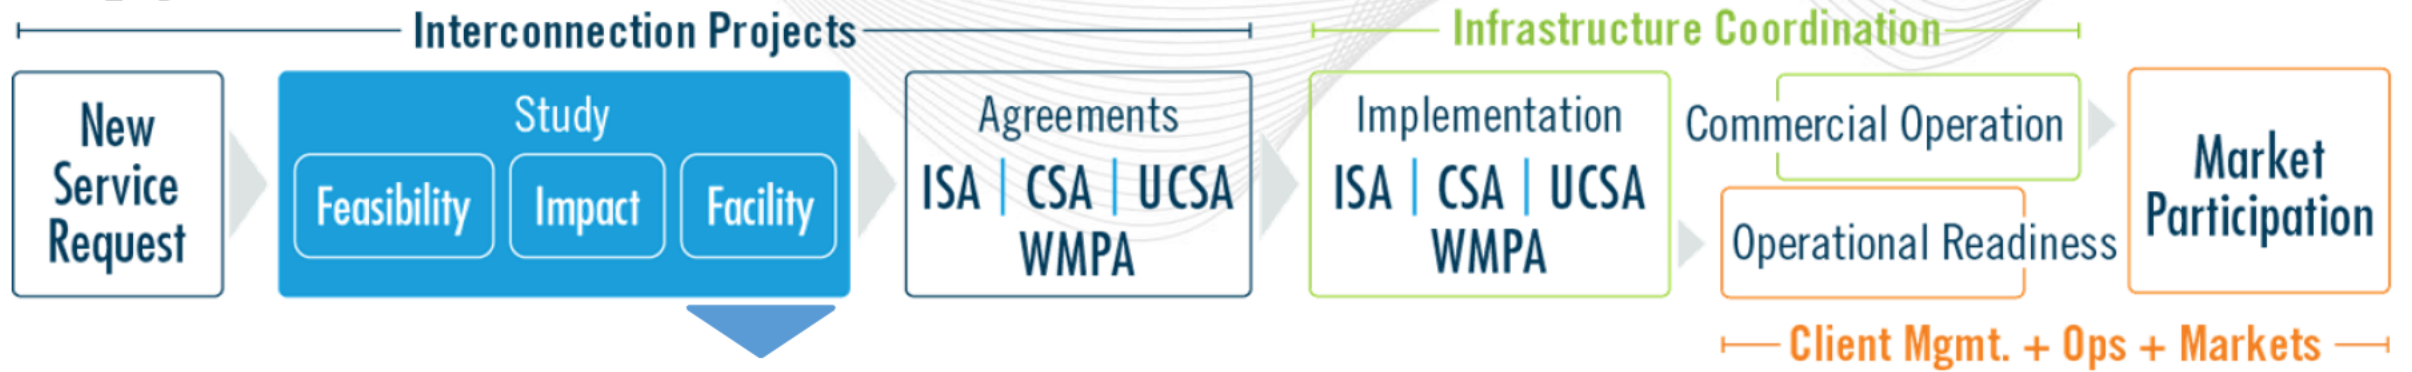 Interconnection Projects
Infrastructure Coordination
New
Service
Request
Study
Feasibility
Impact
Facility
Agreements
ISA | CSA | UCSA
WMPA
Implementation
ISA | CSA | UCSA
WMPA
Commercial Operation
Operational Readiness
Market
Participation
Client Mgmt. + Ops + Markets